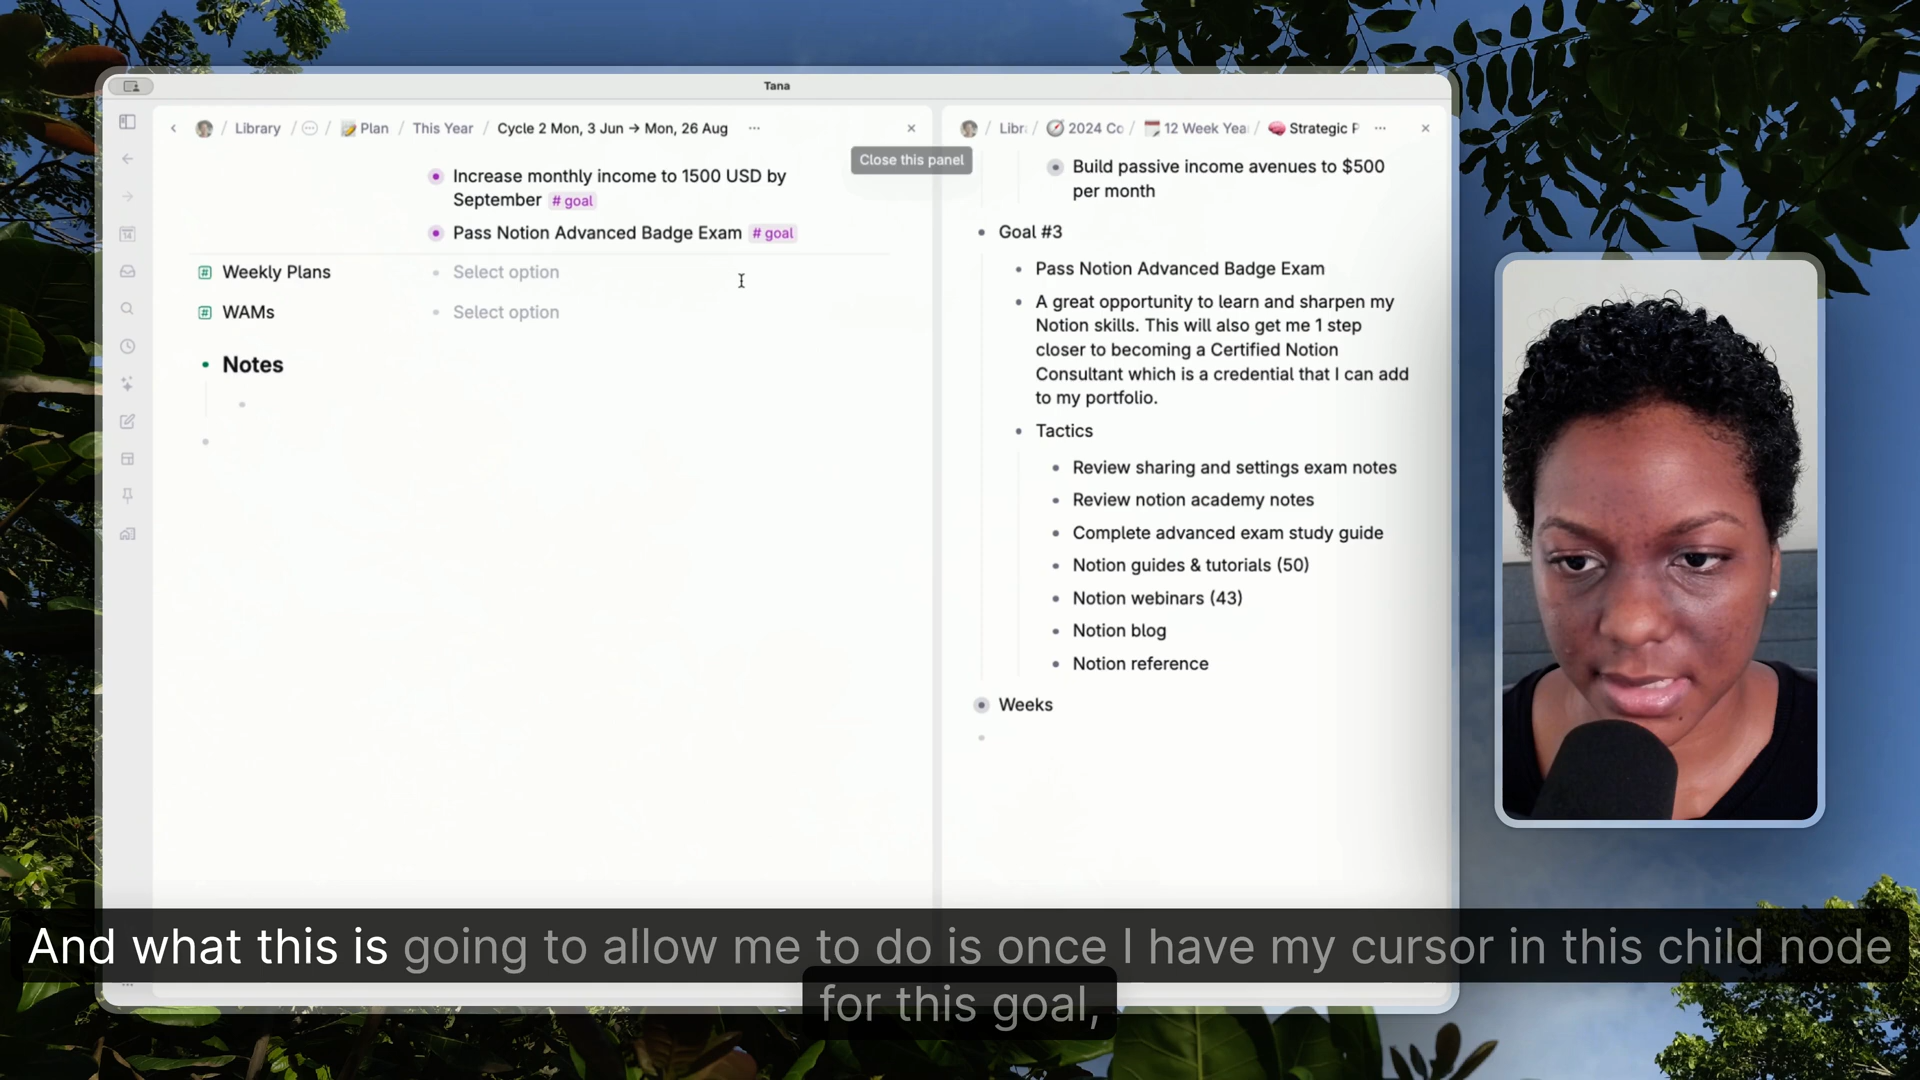 Tana
/ Library / / Plan / This Year / Cycle 2 Mon, 3 Jun → Mon, 26 Aug ...
Close this panel
Increase monthly income to 1500 USD by
September # goal
Pass Notion Advanced Badge Exam # goal
Weekly Plans Select option
WAMs Select option
Notes
/ Libr / 2024 Co / 12 Week Yea / Strategic P ...
Build passive income avenues to $500
per month
Goal #3
Pass Notion Advanced Badge Exam
A great opportunity to learn and sharpen my
Notion skills. This will also get me 1 step
closer to becoming a Certified Notion
Consultant which is a credential that I can add
to my portfolio.
Tactics
Review sharing and settings exam notes
Review notion academy notes
Complete advanced exam study guide
Notion guides & tutorials (50)
Notion webinars (43)
Notion blog
Notion reference
Weeks
And what this is going to allow me to do is once I have my cursor in this child node
for this goal,